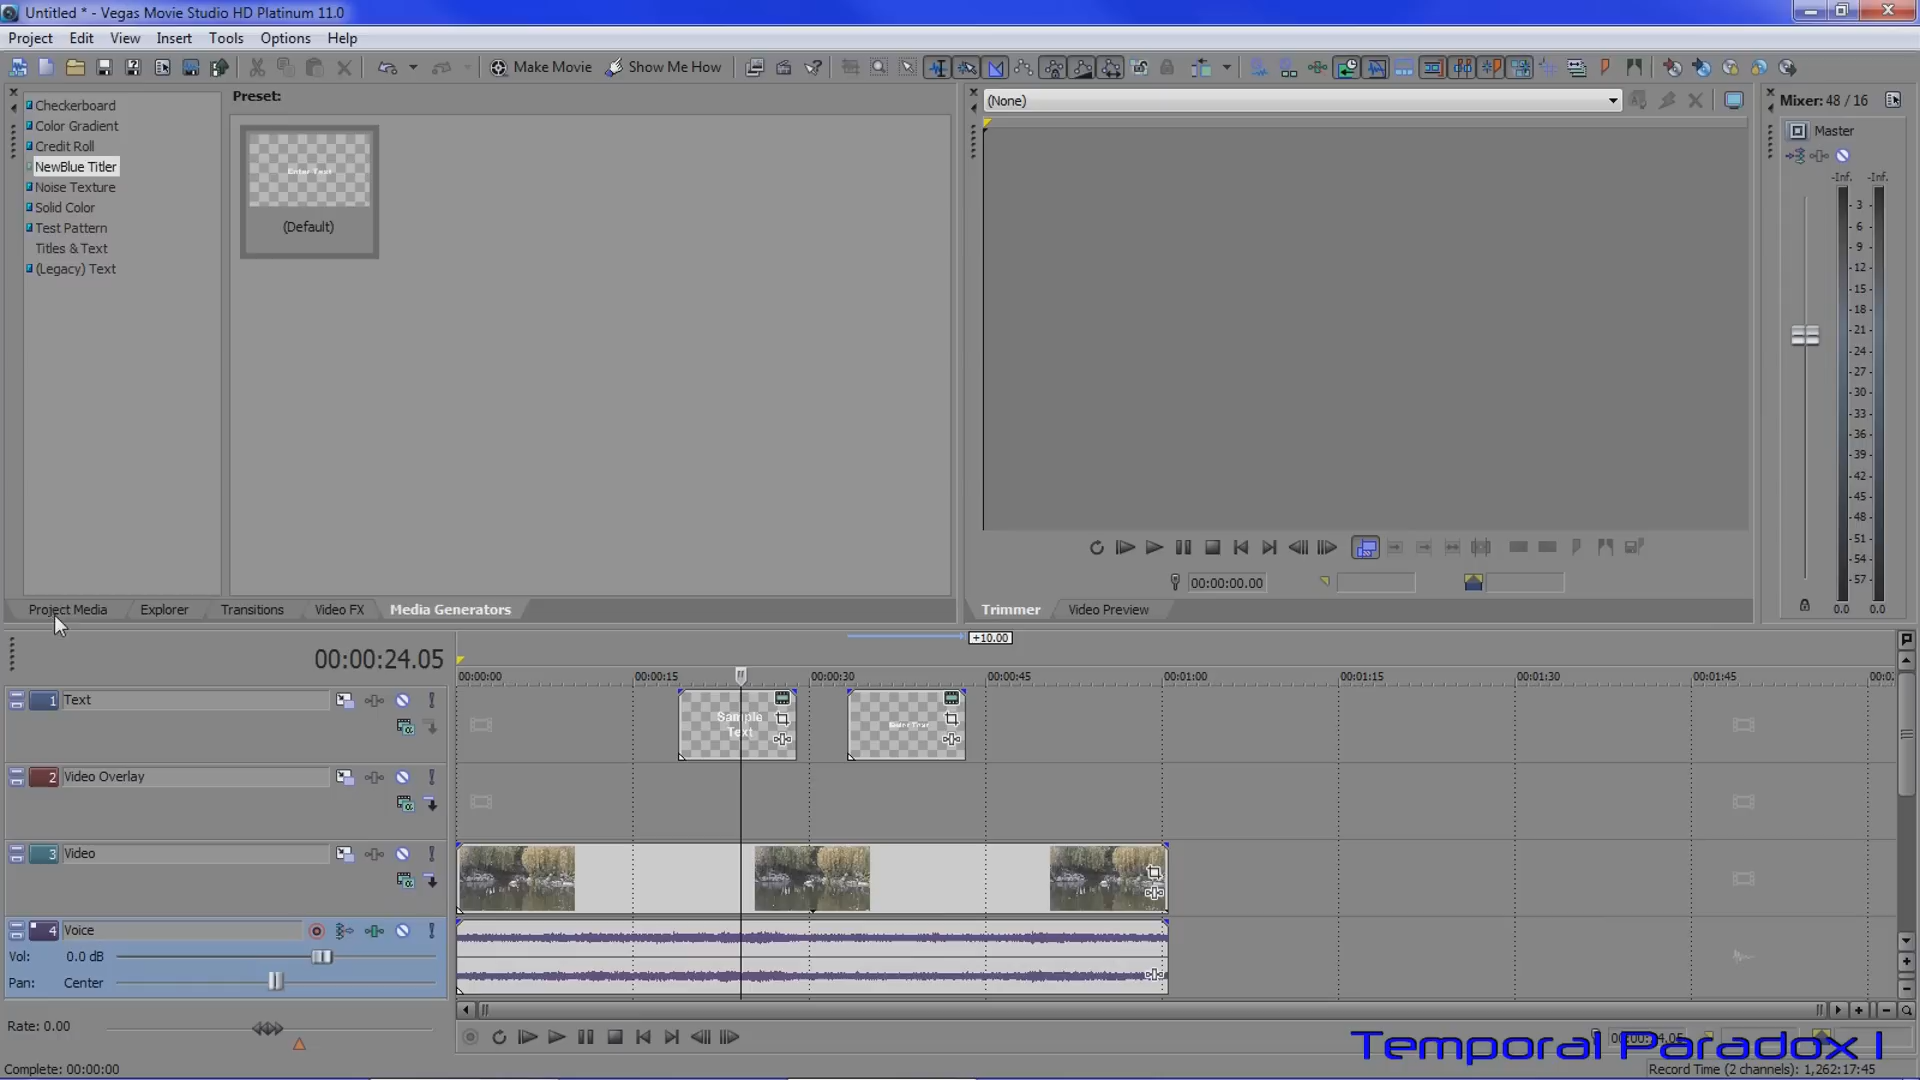 Untitled * - Vegas Movie Studio HD Platinum 11.0
Project Edit View Insert Tools Options Help
Make Movie Show Me How
Checkerboard
Color Gradient
Credit Roll
NewBlue Titler
Noise Texture
Solid Color
Test Pattern
Titles & Text
(Legacy) Text
Preset:
Enter Text
(Default)
(None)
Mixer: 48 / 16
Master
-Inf. -Inf.
3
6
9
12
15
18
21
24
27
30
33
36
39
42
45
48
51
54
57
0.0 0.0
00:00:00.00
Project Media Explorer Transitions Video FX Media Generators
Trimmer Video Preview
+10.00
00:00:24.05
00:00:00 00:00:15 00:00:30 00:00:45 00:01:00 00:01:15 00:01:30 00:01:45 00:02
1 Text
Sample
Text
Enter Text
2 Video Overlay
3 Video
4 Voice
Vol: 0.0 dB
Pan: Center
Rate: 0.00
00:00:24.05
Temporal Paradox I
Complete: 00:00:00
Record Time (2 channels): 1,262:17:45